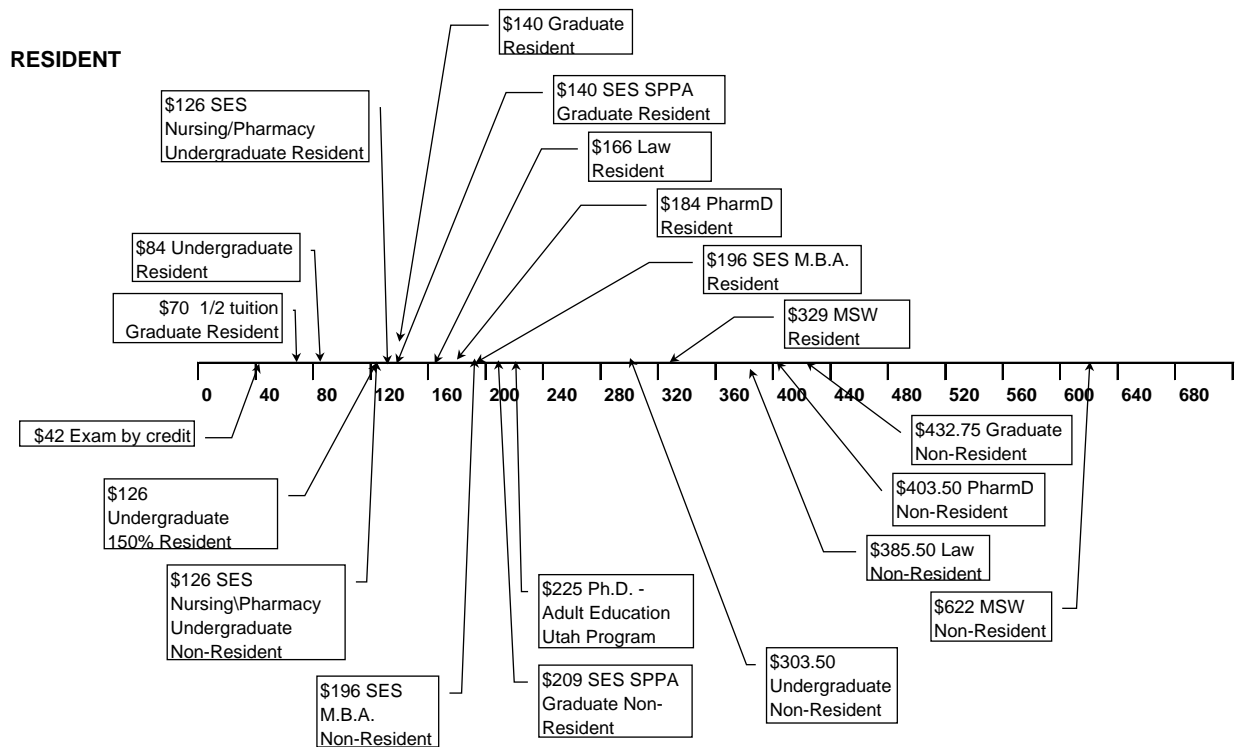 $140 Graduate
Resident
RESIDENT
$140 SES SPPA
Graduate Resident
$126 SES
Nursing/Pharmacy
Undergraduate Resident
$166 Law
Resident
$184 PharmD
Resident
$84 Undergraduate
Resident
$196 SES M.B.A.
Resident
$70 1/2 tuition
Graduate Resident
$329 MSW
Resident
0 40 80 120 160 200 240 280 320 360 400 440 480 520 560 600 640 680
$42 Exam by credit
$432.75 Graduate
Non-Resident
$126
Undergraduate
150% Resident
$403.50 PharmD
Non-Resident
$385.50 Law
Non-Resident
$126 SES
Nursing\Pharmacy
Undergraduate
Non-Resident
$225 Ph.D. -
Adult Education
Utah Program
$622 MSW
Non-Resident
$303.50
Undergraduate
Non-Resident
$196 SES
M.B.A.
Non-Resident
$209 SES SPPA
Graduate Non-
Resident